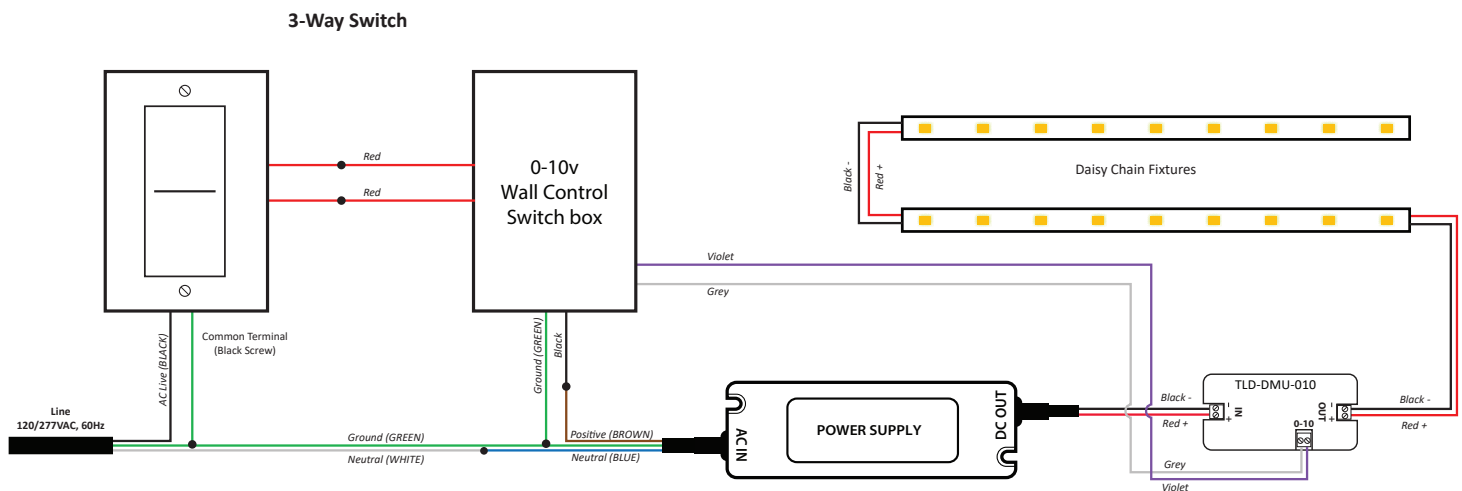 3-Way Switch
Red
Red
0-10v
Wall Control
Switch box
Black -
Red +
Daisy Chain Fixtures
Violet
Grey
AC Live (BLACK)
Common Terminal
(Black Screw)
Ground (GREEN)
Black
Line
120/277VAC, 60Hz
Ground (GREEN)
Neutral (WHITE)
Positive (BROWN)
Neutral (BLUE)
AC IN
POWER SUPPLY
DC OUT
Black -
Red +
TLD-DMU-010
- IN +
- OUT +
0-10
Black -
Red +
Grey
Violet